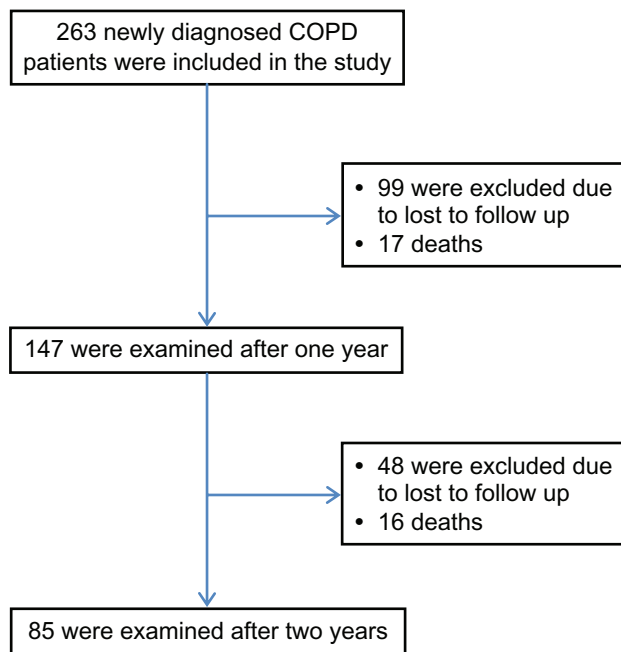 263 newly diagnosed COPD
patients were included in the study
• 99 were excluded due
to lost to follow up
• 17 deaths
147 were examined after one year
• 48 were excluded due
to lost to follow up
• 16 deaths
85 were examined after two years